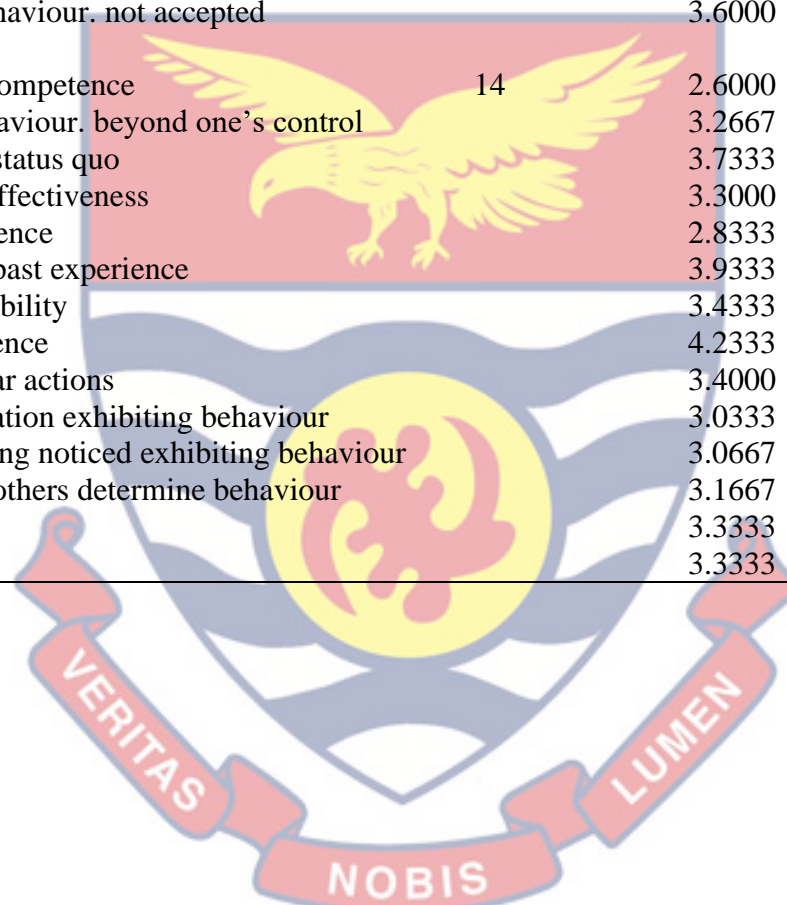 haviour. not accepted 3.6000
ompetence 14 2.6000
aviour. beyond one’s control 3.2667
status quo 3.7333
ffectiveness 3.3000
ence 2.8333
past experience 3.9333
bility 3.4333
ence 4.2333
ar actions 3.4000
ation exhibiting behaviour 3.0333
ng noticed exhibiting behaviour 3.0667
others determine behaviour 3.1667
3.3333
3.3333
VERITAS
NOBIS
LUMEN